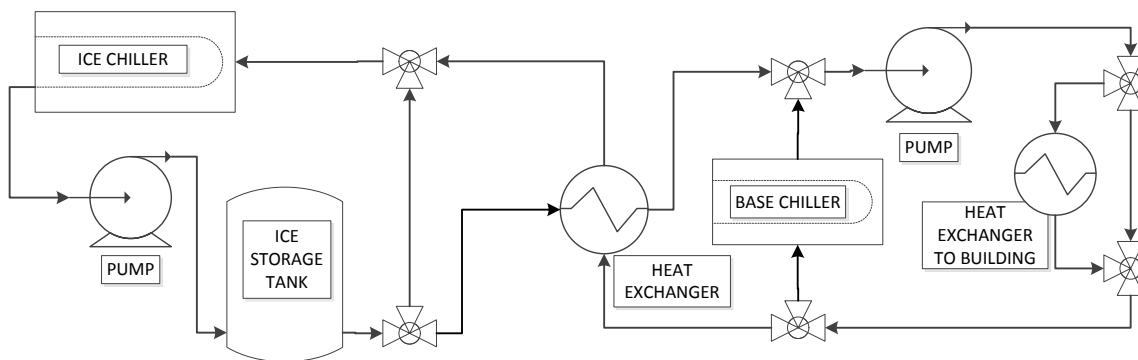 ICE CHILLER
PUMP
ICE
STORAGE
TANK
HEAT
EXCHANGER
BASE CHILLER
PUMP
HEAT
EXCHANGER
TO BUILDING